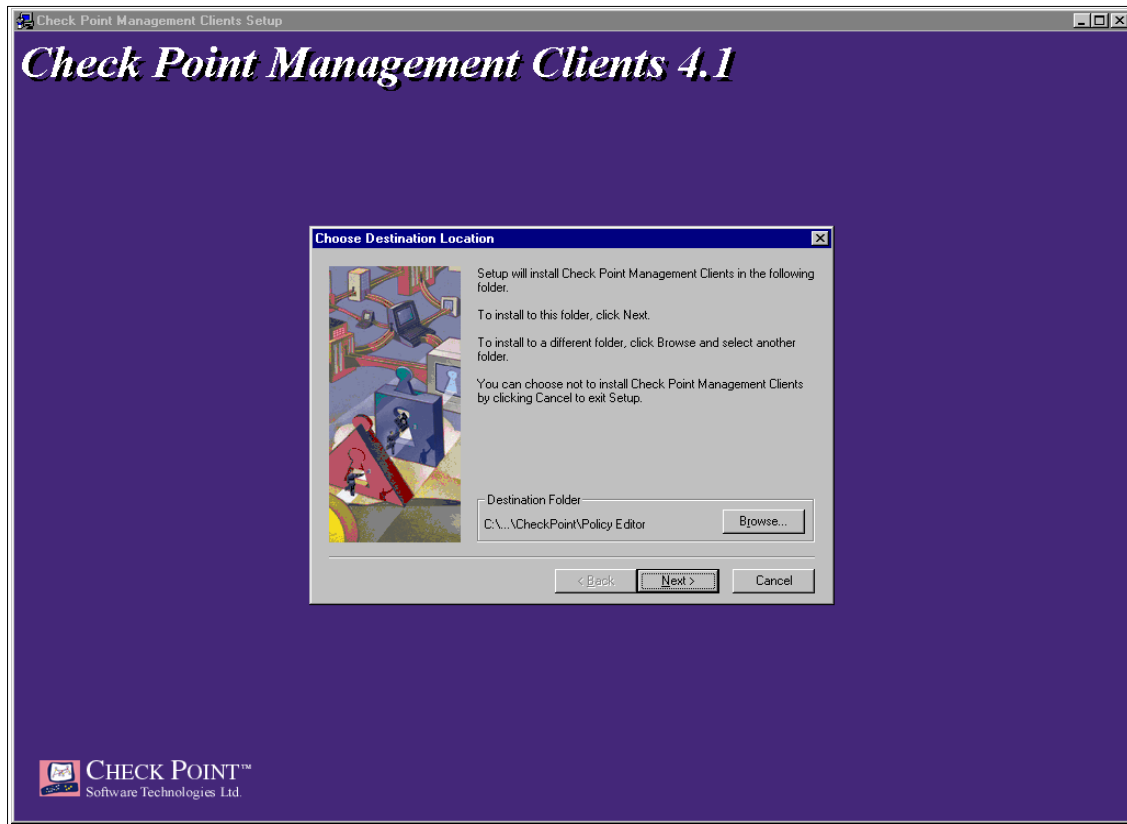 Check Point Management Clients Setup
Check Point Management Clients 4.1
Choose Destination Location
Setup will install Check Point Management Clients in the following
folder.
To install to this folder, click Next.
To install to a different folder, click Browse and select another
folder.
You can choose not to install Check Point Management Clients
by clicking Cancel to exit Setup.
Destination Folder
C:\...\CheckPoint\Policy Editor
Browse...
< Back
Next >
Cancel
CHECK POINT™
Software Technologies Ltd.